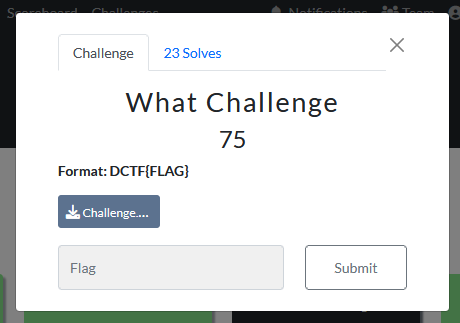 Scoreboard Challenges Notifications Team
Challenge 23 Solves
What Challenge
75
Format: DCTF{FLAG}
Challenge....
Flag Submit